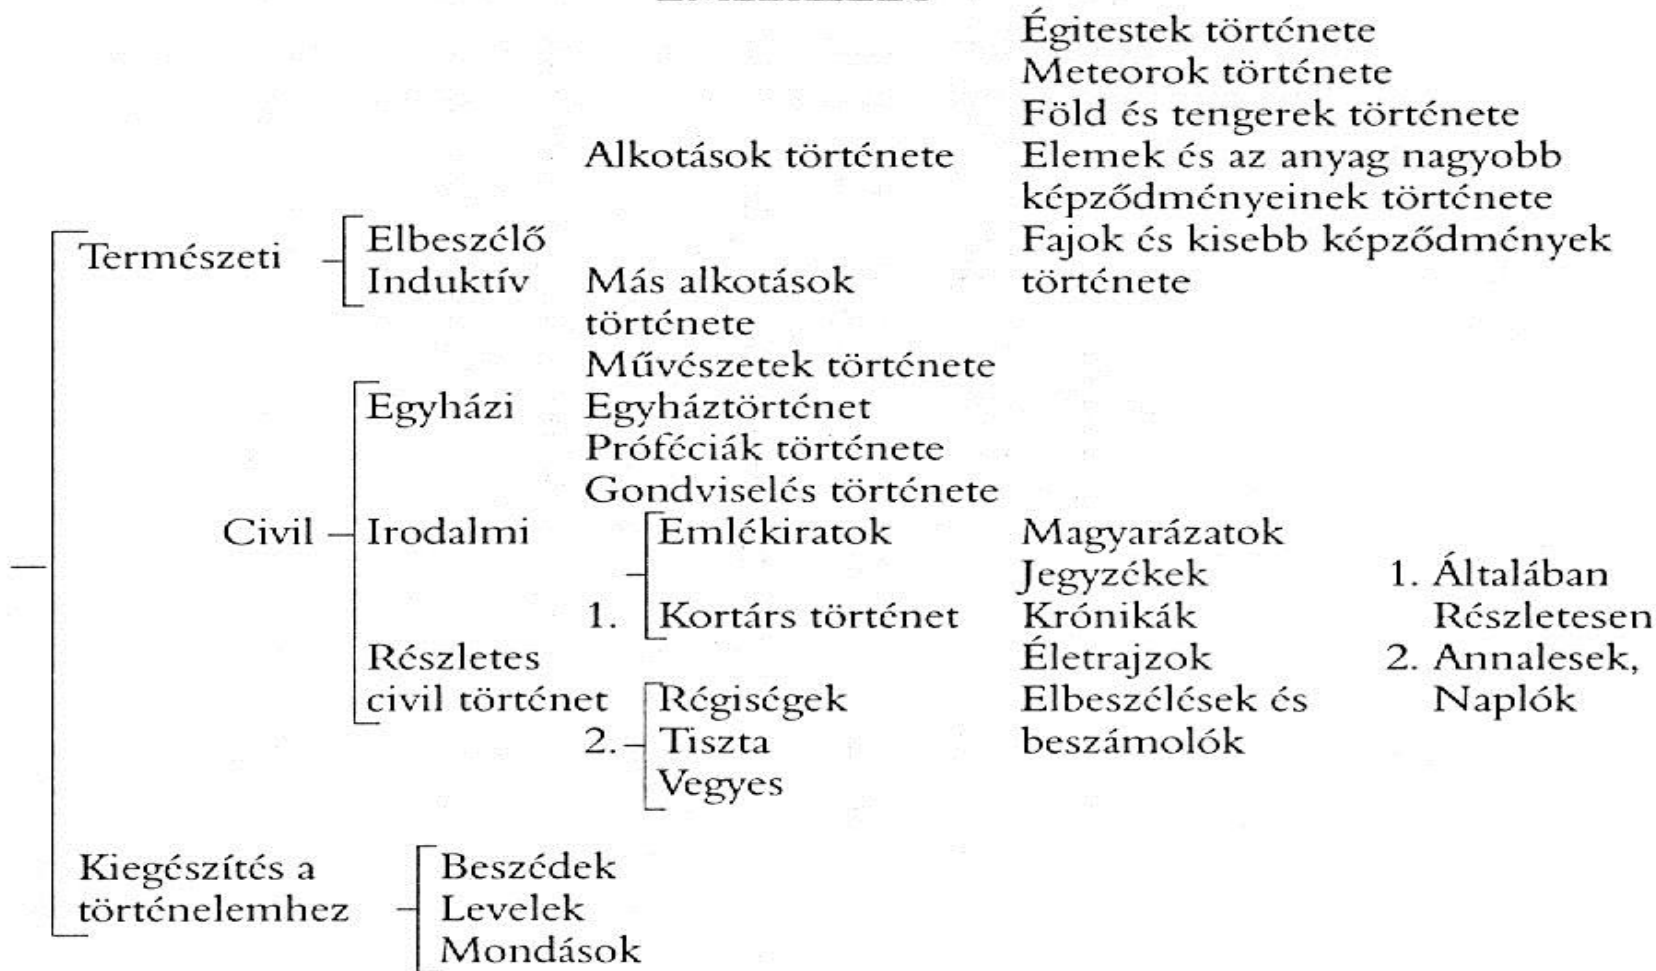 Égitestek története
Meteorok története
Föld és tengerek története
Alkotások története Elemek és az anyag nagyobb
képződményeinek története
Elbeszélő Fajok és kisebb képződmények
Természeti
Induktív Más alkotások története
története
Művészetek története
Egyházi Egyháztörténet
Próféciák története
Gondviselés története
Civil Irodalmi Emlékiratok Magyarázatok
Jegyzékek 1. Általában
1. Kortárs történet Krónikák Részletesen
Részletes Életrajzok 2. Annalesek,
civil történet Régiségek Elbeszélések és Naplók
2. Tiszta beszámolók
Vegyes
Kiegészítés a Beszédek
történelemhez Levelek
Mondások